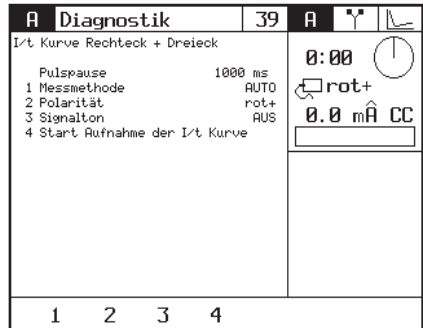 A Diagnostik 39
I/t Kurve Rechteck + Dreieck
Pulspause 1000 ms
1 Messmethode AUTO
2 Polarität rot+
3 Signalton AUS
4 Start Aufnahme der I/t Kurve
1 2 3 4
A
0:00
rot+
0.0 mÂ CC